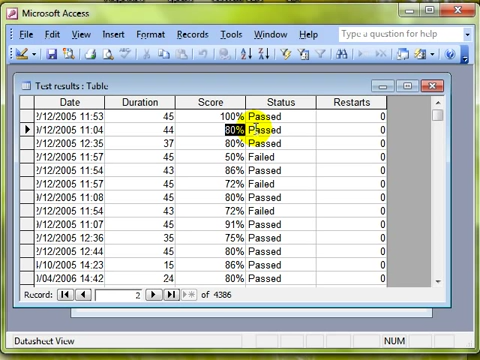 Microsoft Access
File Edit View Insert Format Records Tools Window Help Type a question for help
Test results : Table
Date Duration Score Status Restarts
2/12/2005 11:53 45 100% Passed 0
/12/2005 11:04 44 80% Passed 0
/12/2005 12:35 37 80% Passed 0
/12/2005 11:57 45 50% Failed 0
/12/2005 11:54 43 86% Passed 0
/12/2005 11:57 45 72% Failed 0
/12/2005 11:08 45 80% Passed 0
/12/2005 11:54 43 72% Failed 0
/12/2005 11:07 45 91% Passed 0
/12/2005 12:36 35 75% Passed 0
/12/2005 11:54 44 80% Passed 0
/10/2005 14:23 15 86% Passed 0
/04/2006 14:42 24 80% Passed 0
Record: 2 of 4386
Datasheet View NUM